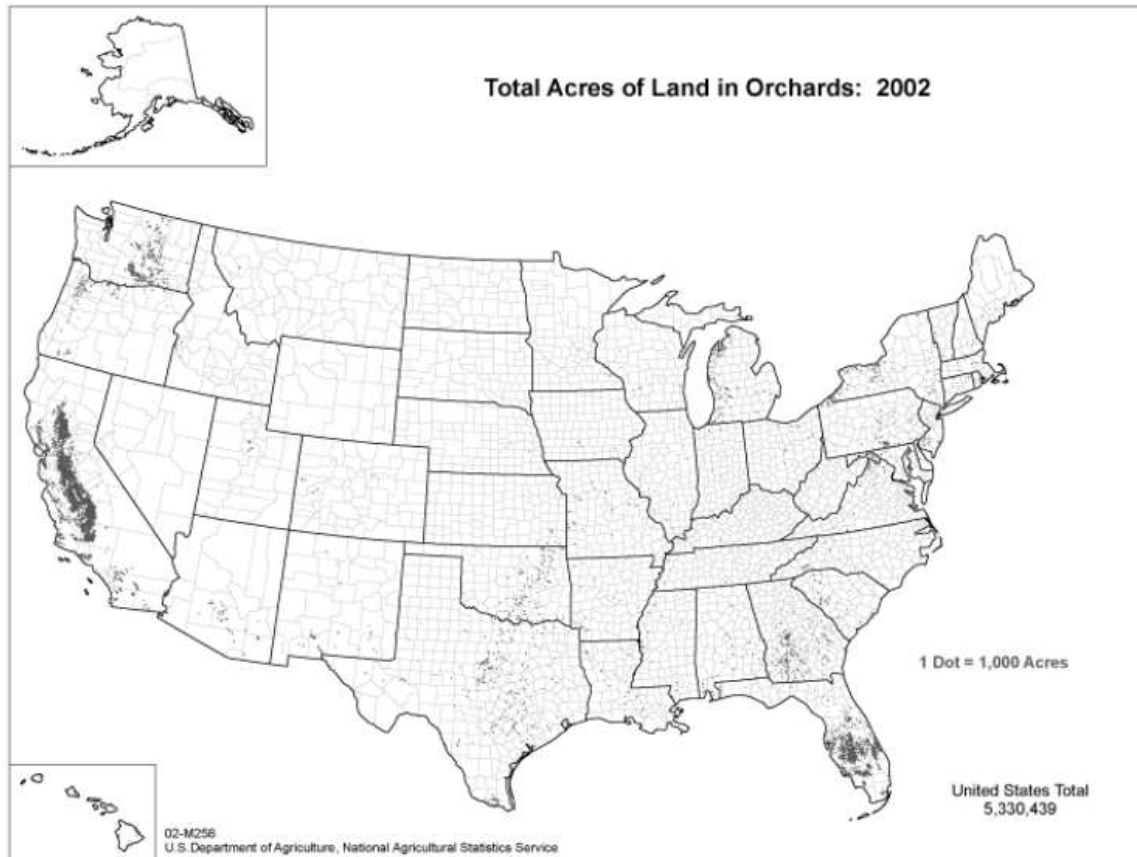 Total Acres of Land in Orchards: 2002
1 Dot = 1,000 Acres
United States Total
5,330,439
02-M256
U.S.Department of Agriculture, National Agricultural Statistics Service